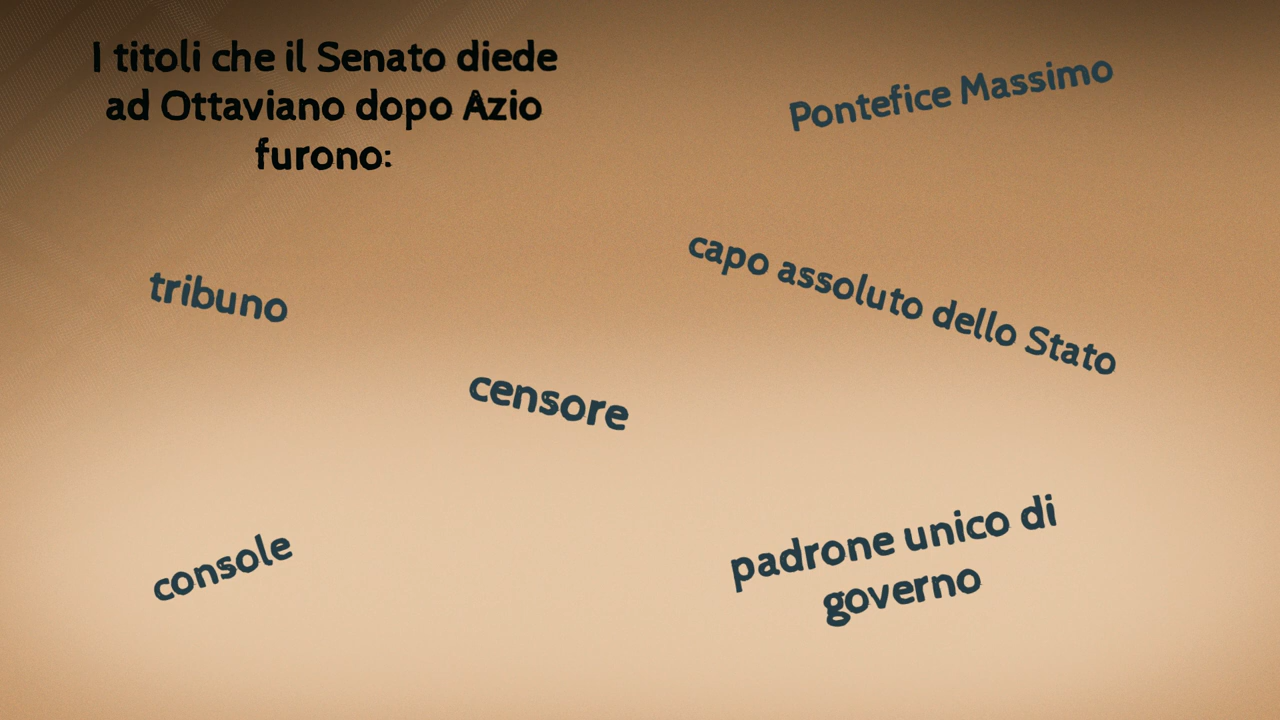 I titoli che il Senato diede
ad Ottaviano dopo Azio
furono:
Pontefice Massimo
capo assoluto dello Stato
tribuno
censore
console
padrone unico di
governo